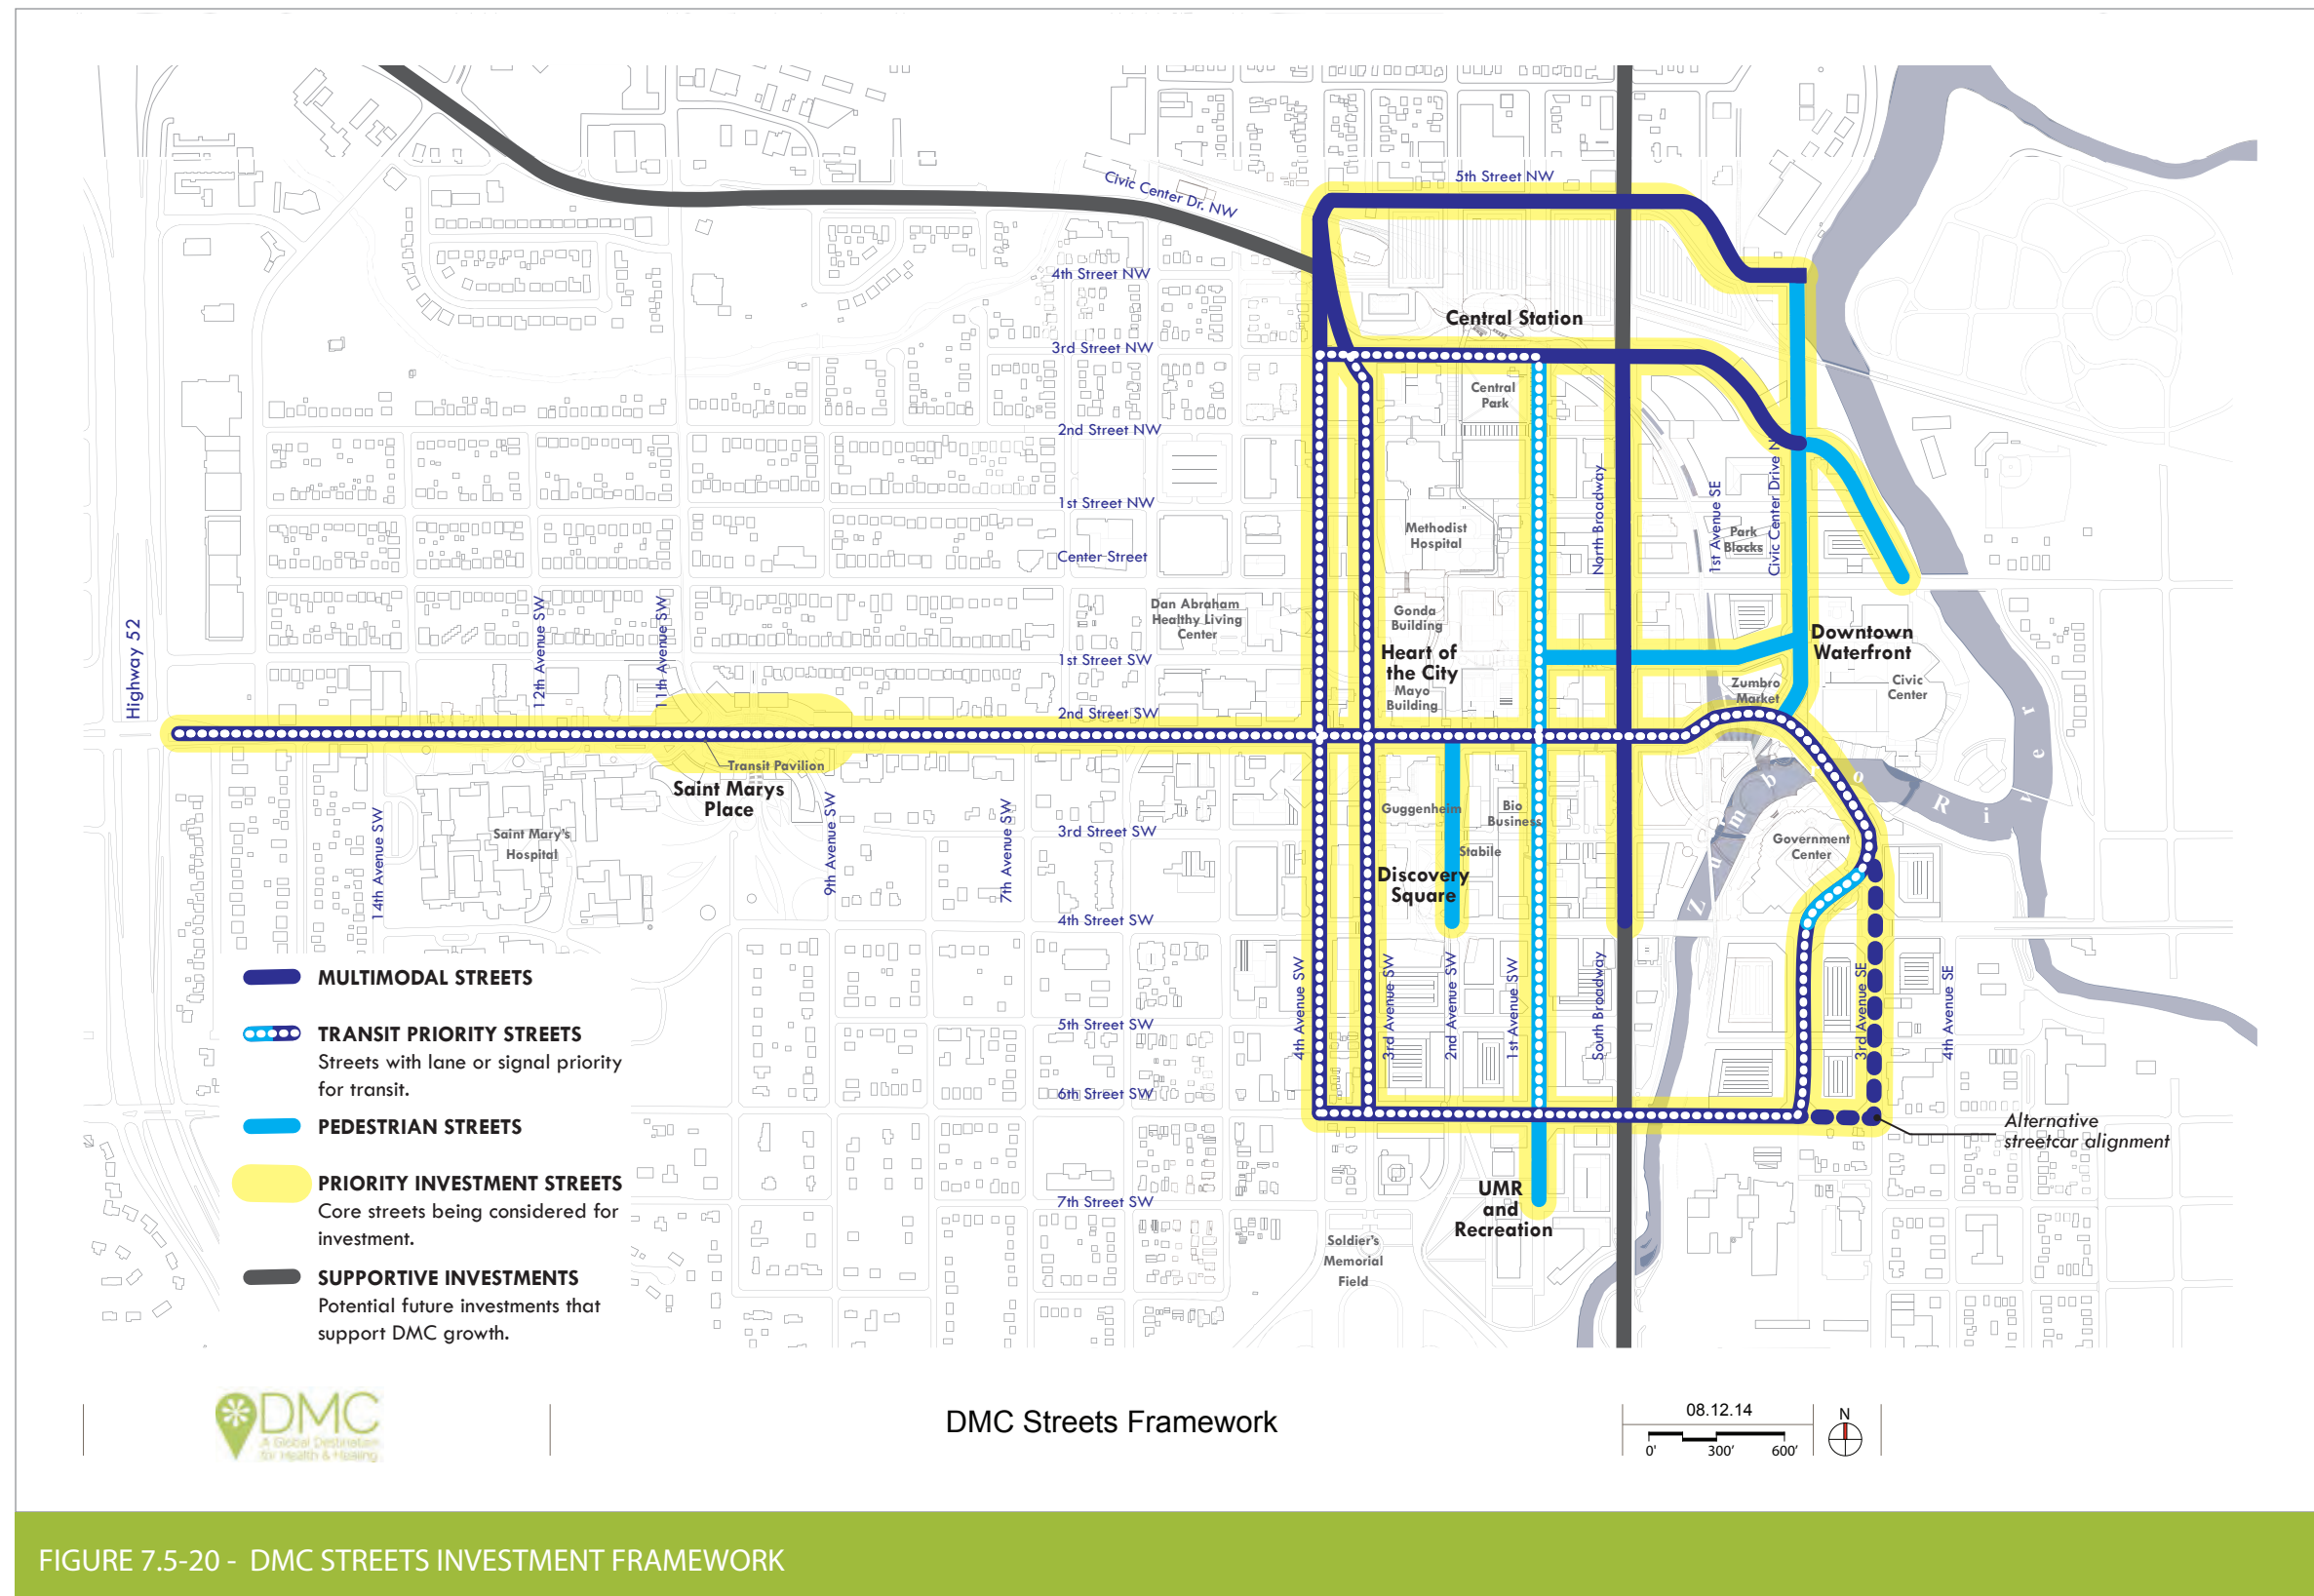 5th Street NW
Civic Center Dr. NW
4th Street NW
Central Station
3rd Street NW
Central
Park
2nd Street NW
North Broadway
1st Avenue SE
Civic Center Drive N
1st Street NW
Methodist
Hospital
Park
Blocks
Center Street
Highway 52
12th Avenue SW
11th Avenue SW
Dan Abraham
Healthy Living
Center
Gonda
Building
Downtown
Waterfront
1st Street SW
Heart of
the City
Mayo
Building
Zumbro
Market
Civic
Center
2nd Street SW
Transit Pavilion
Saint Marys
Place
Zumbro River
14th Avenue SW
Saint Mary's
Hospital
9th Avenue SW
7th Avenue SW
3rd Street SW
Guggenheim
Bio
Business
Stabile
Government
Center
Discovery
Square
4th Street SW
4th Avenue SW
3rd Avenue SW
2nd Avenue SW
1st Avenue SW
South Broadway
3rd Avenue SE
4th Avenue SE
5th Street SW
6th Street SW
Alternative
streetcar alignment
UMR
and
Recreation
7th Street SW
Soldier's
Memorial
Field
MULTIMODAL STREETS
TRANSIT PRIORITY STREETS
Streets with lane or signal priority
for transit.
PEDESTRIAN STREETS
PRIORITY INVESTMENT STREETS
Core streets being considered for
investment.
SUPPORTIVE INVESTMENTS
Potential future investments that
support DMC growth.
DMC
A Global Destination
for Health & Healing
DMC Streets Framework
08.12.14
0' 300' 600'
N
FIGURE 7.5-20 - DMC STREETS INVESTMENT FRAMEWORK